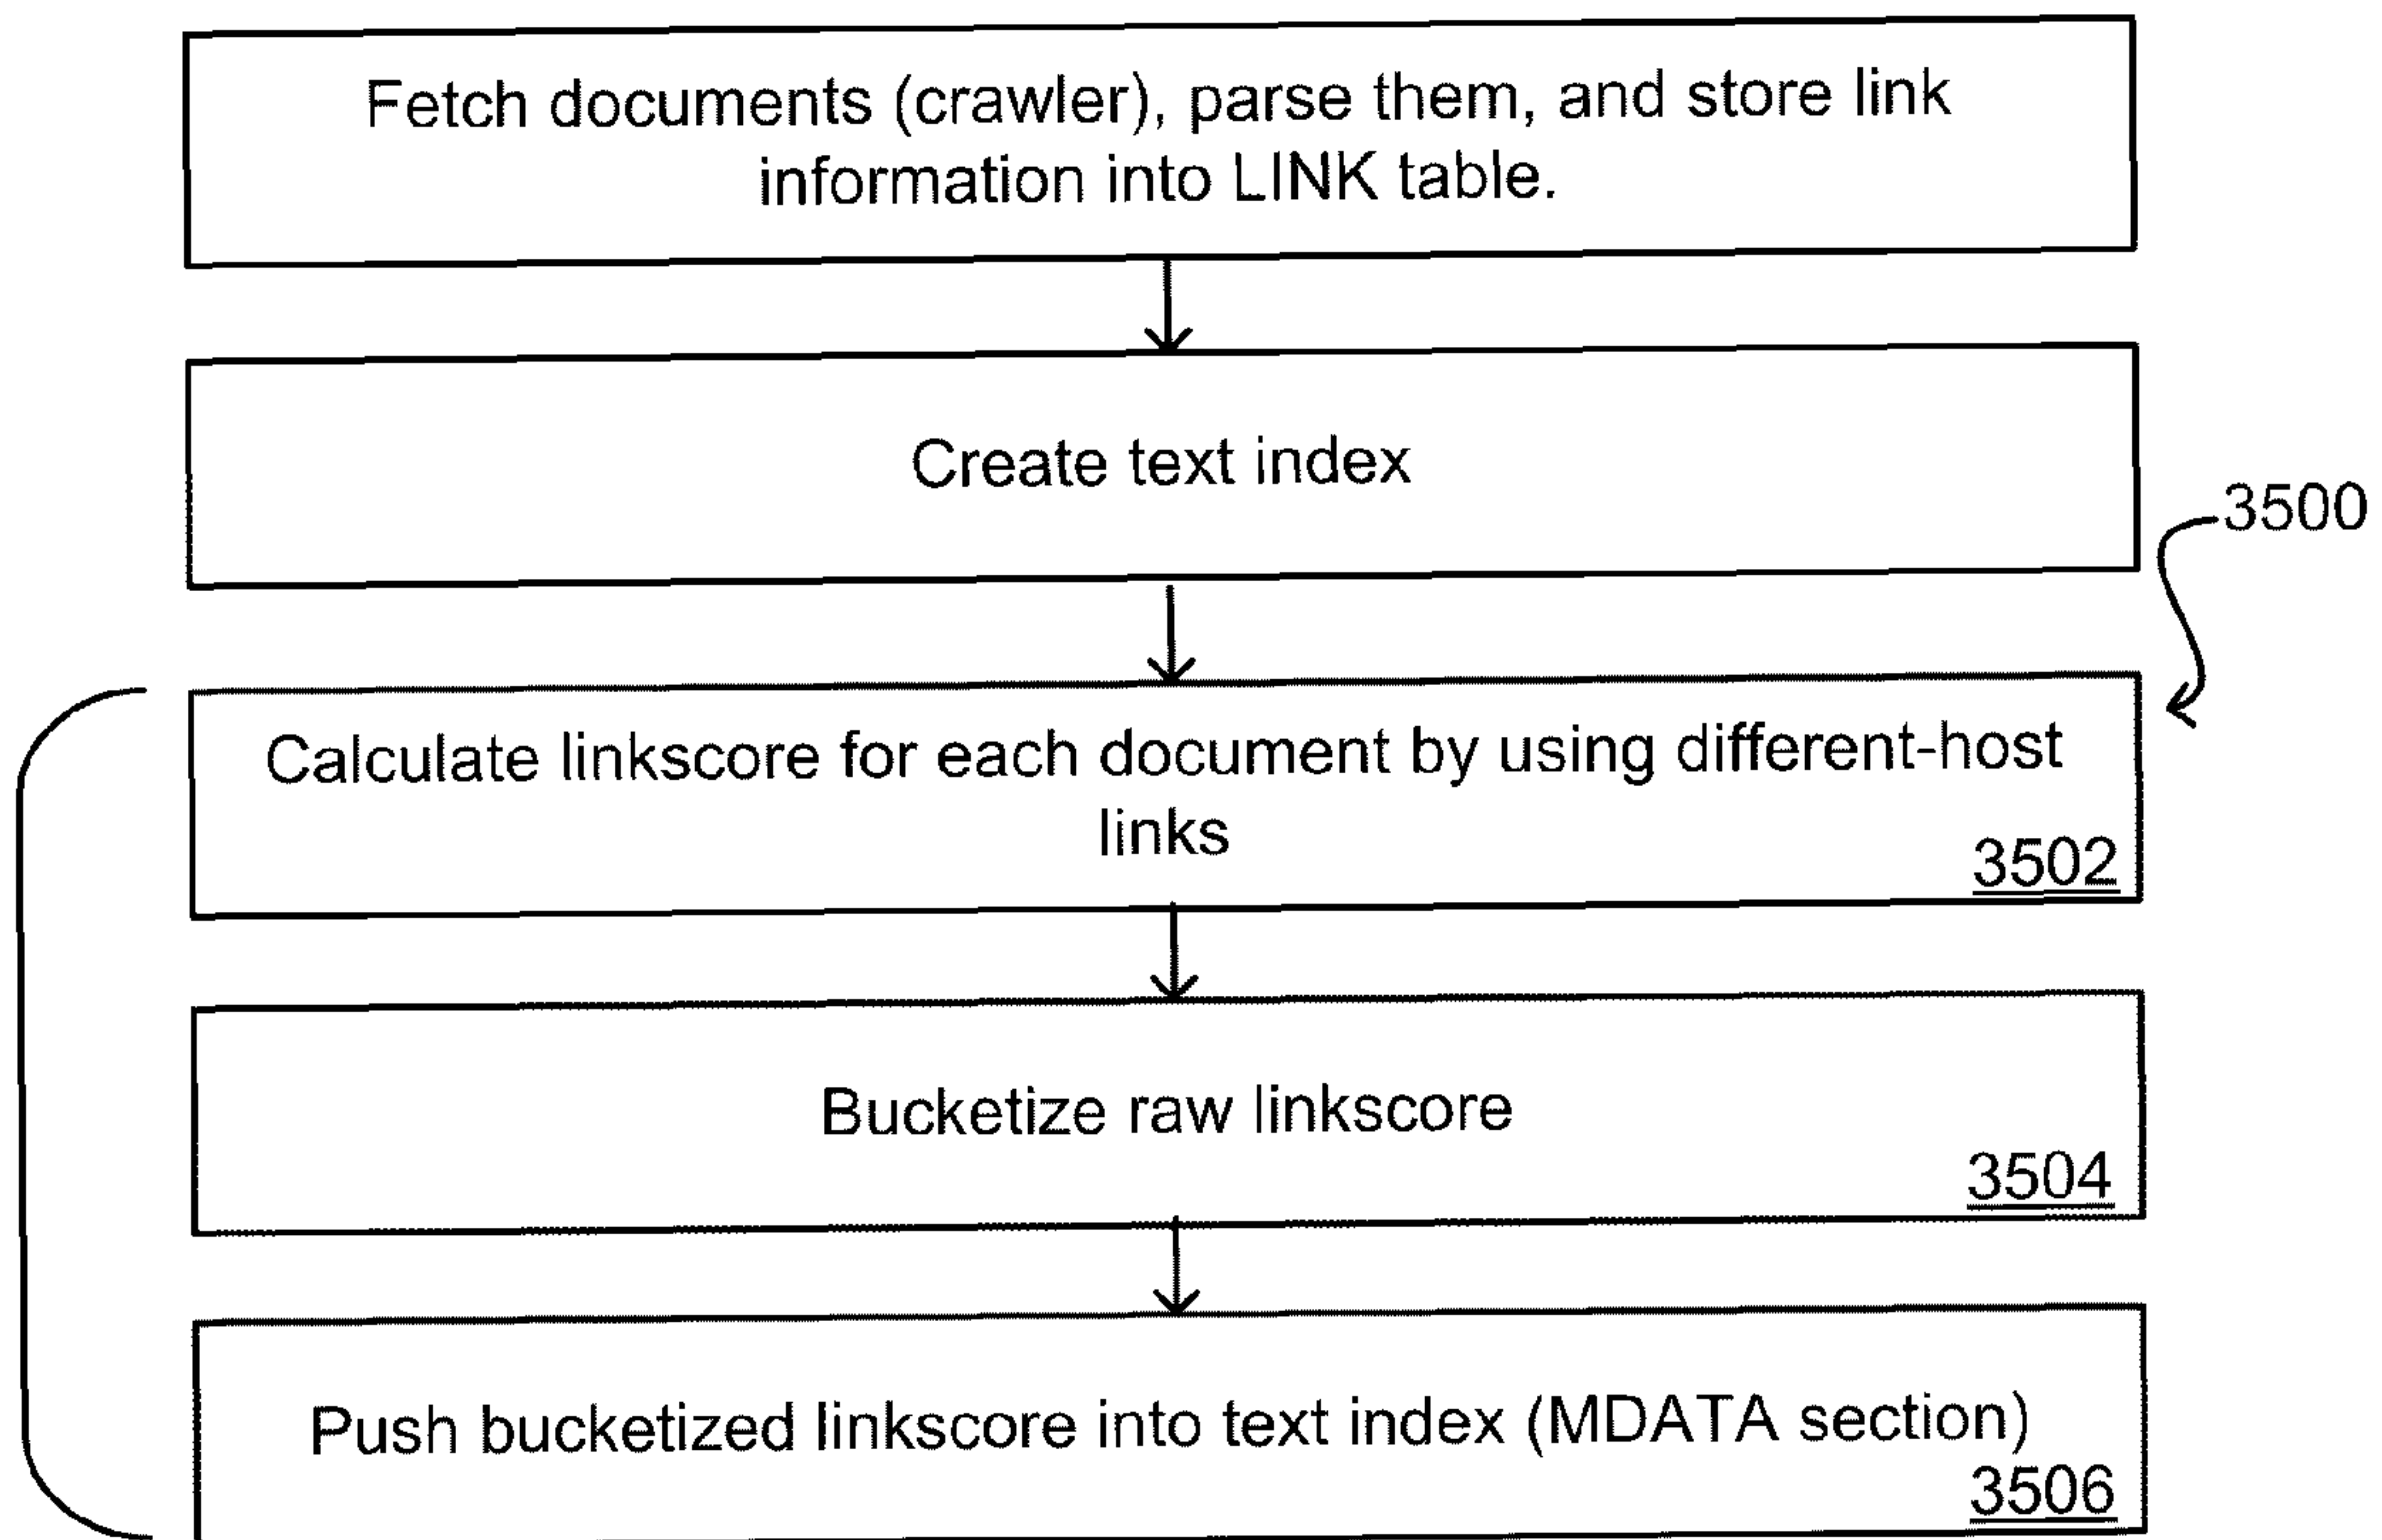 Fetch documents (crawler), parse them, and store link
information into LINK table.
Create text index
3500
Calculate linkscore for each document by using different-host
links
3502
Bucketize raw linkscore
3504
Push bucketized linkscore into text index (MDATA section)
3506